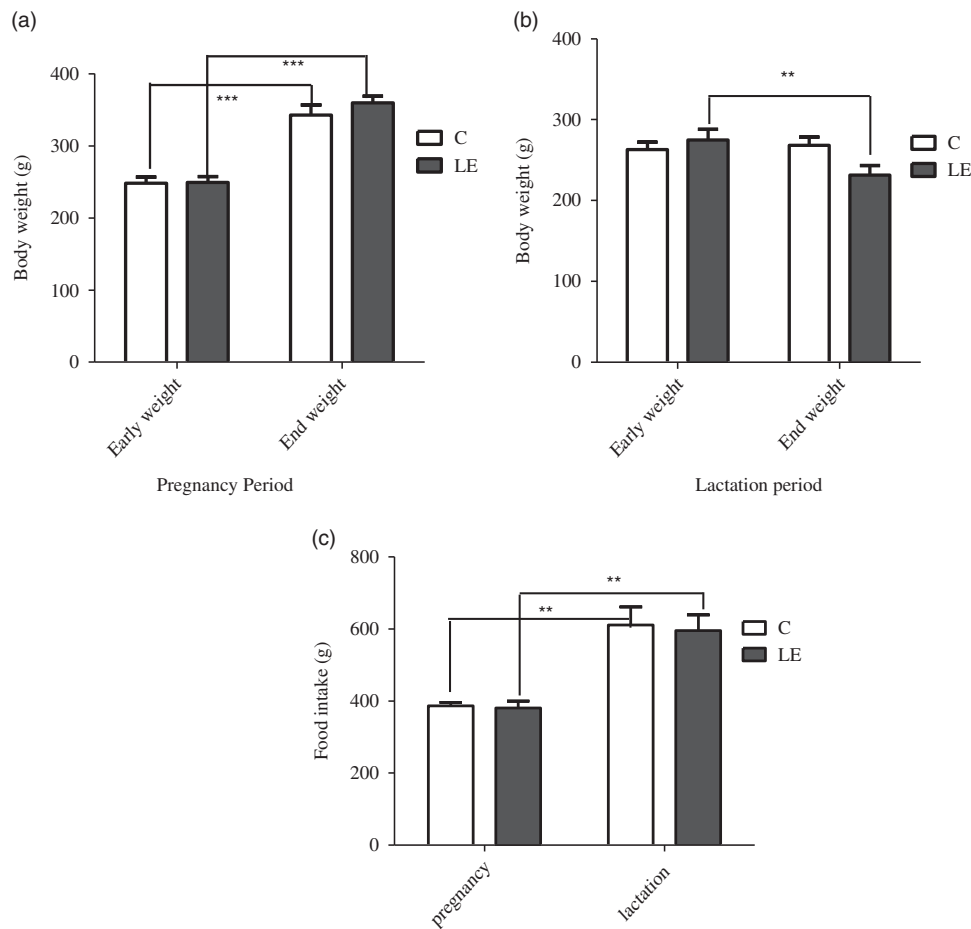 (a)
Body weight (g)
400
300
200
100
0
***
***
C
LE
Early weight
End weight
Pregnancy Period
(b)
Body weight (g)
400
300
200
100
0
**
C
LE
Early weight
End weight
Lactation period
(c)
Food intake (g)
800
600
400
200
0
**
**
C
LE
pregnancy
lactation